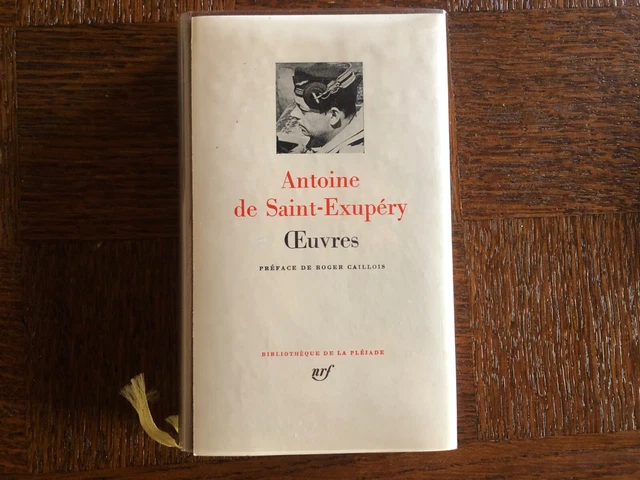 Antoine
de Saint-Exupéry
Œuvres
PRÉFACE DE ROGER CAILLOIS
BIBLIOTHÈQUE DE LA PLÉIADE
nrf